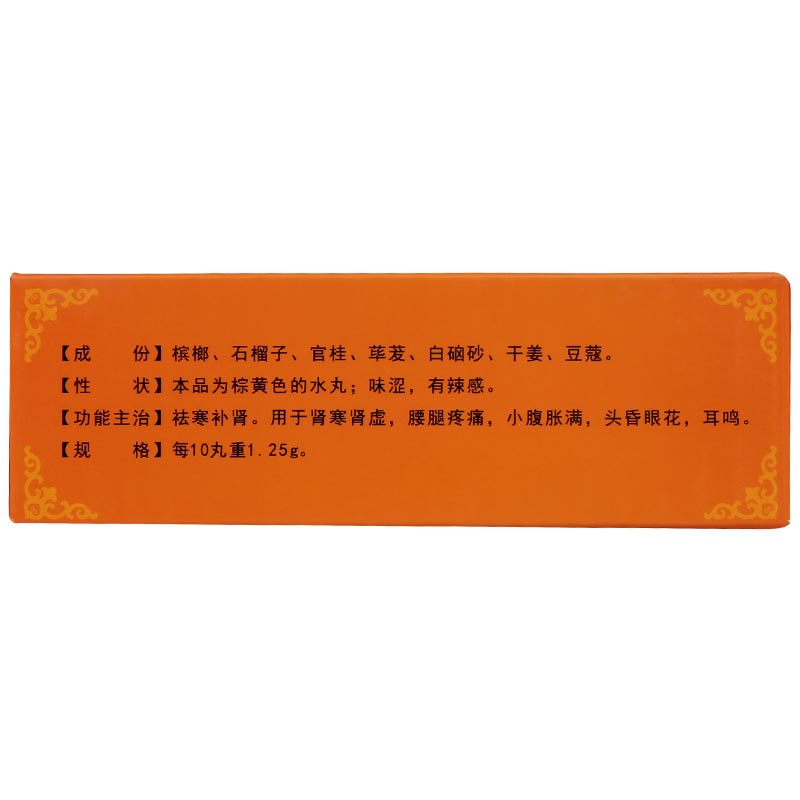 【成　　份】槟榔、石榴子、官桂、荜茇、白硇砂、干姜、豆蔻。
【性　　状】本品为棕黄色的水丸；味涩，有辣感。
【功能主治】祛寒补肾。用于肾寒肾虚，腰腿疼痛，小腹胀满，头昏眼花，耳鸣。
【规　　格】每10丸重1.25g。